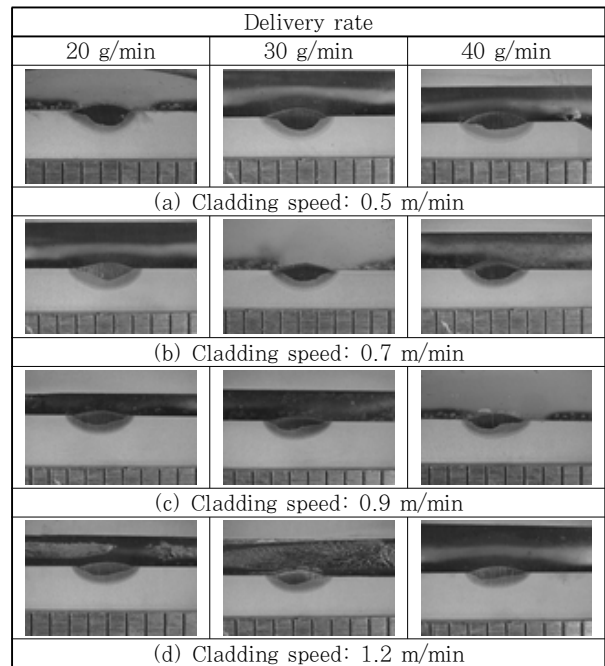 Delivery rate
20 g/min 30 g/min 40 g/min
(a) Cladding speed: 0.5 m/min
(b) Cladding speed: 0.7 m/min
(c) Cladding speed: 0.9 m/min
(d) Cladding speed: 1.2 m/min